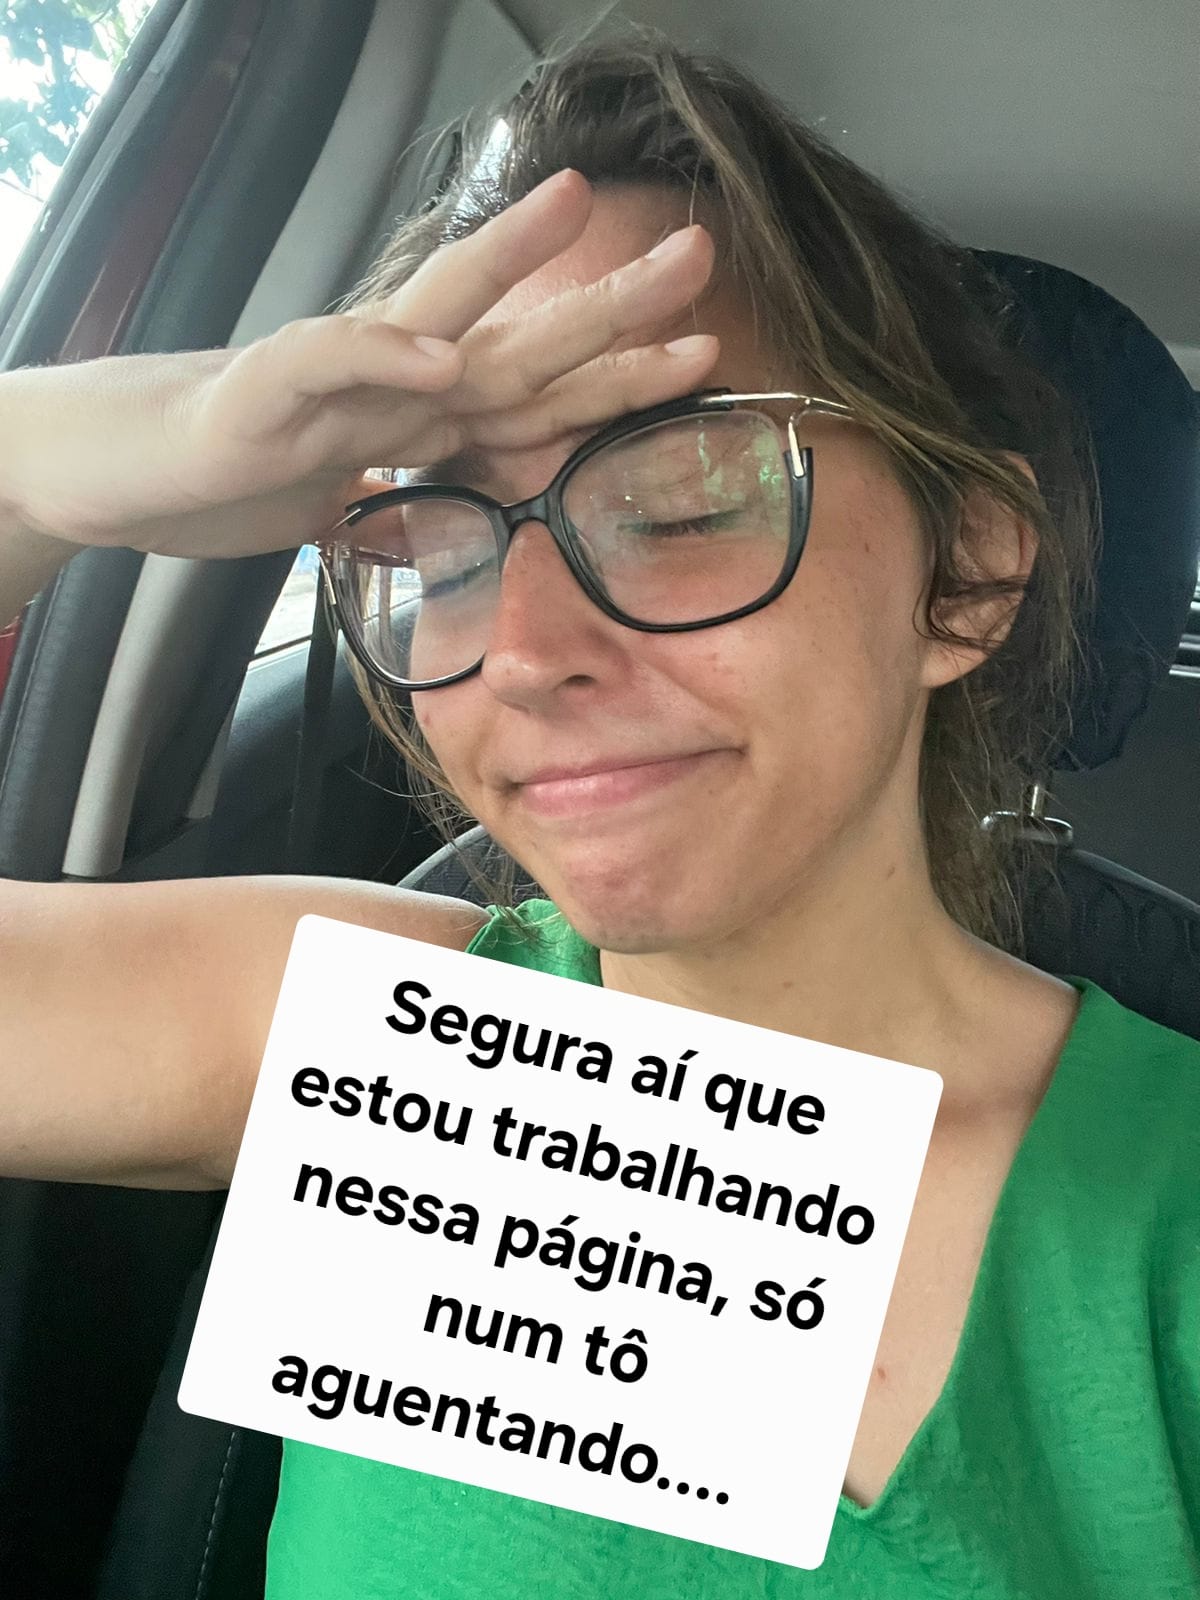 Segura aí que
estou trabalhando
nessa página, só
num tô
aguentando....